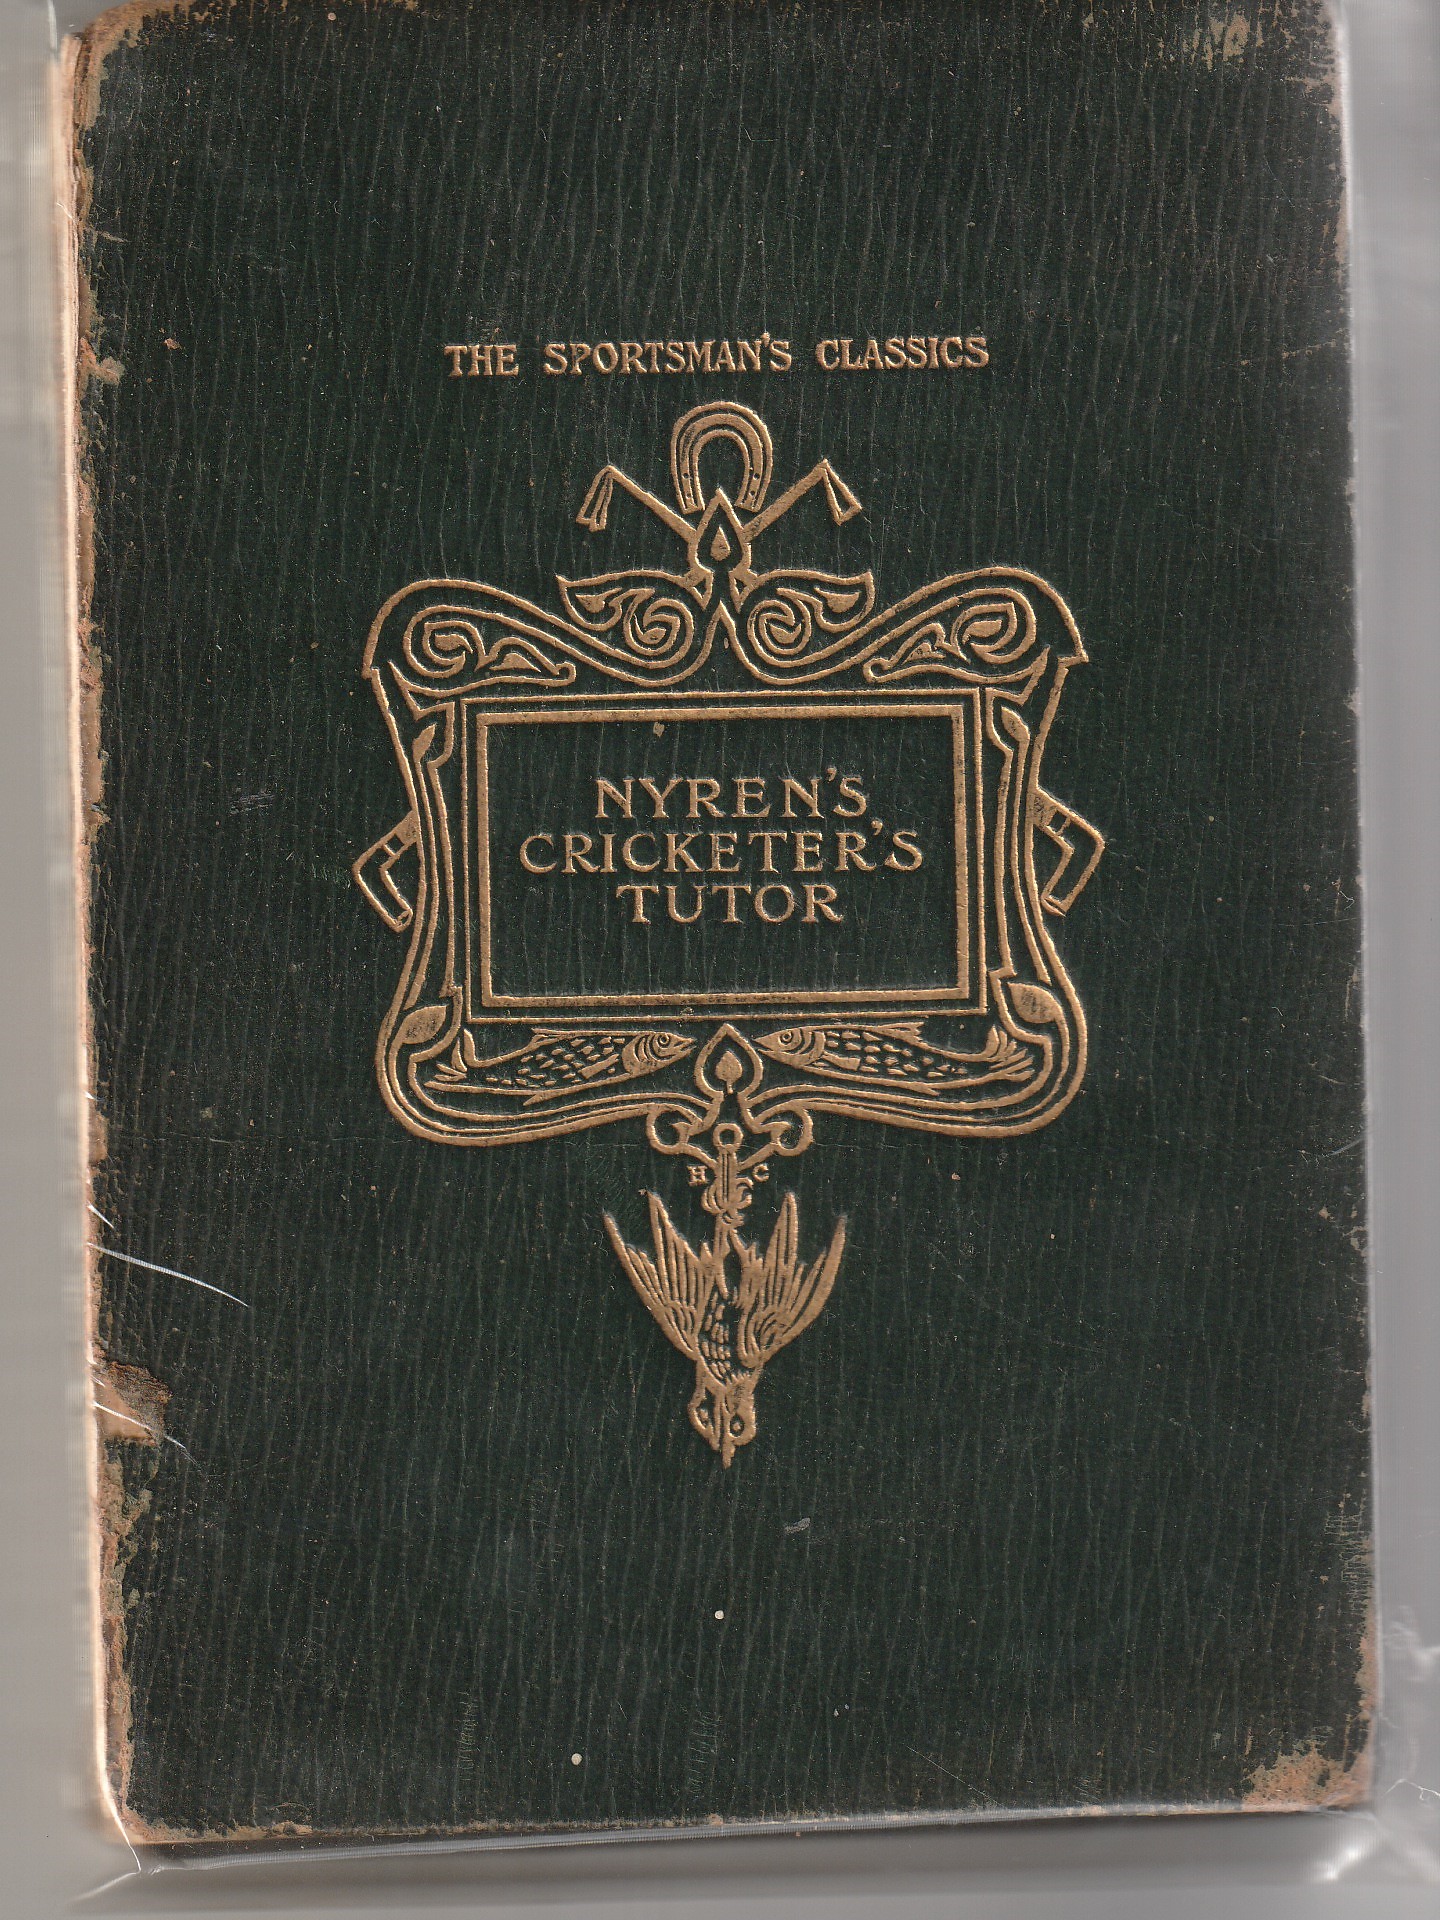 THE SPORTSMAN'S CLASSICS
NYREN'S
CRICKETER'S
TUTOR
H C